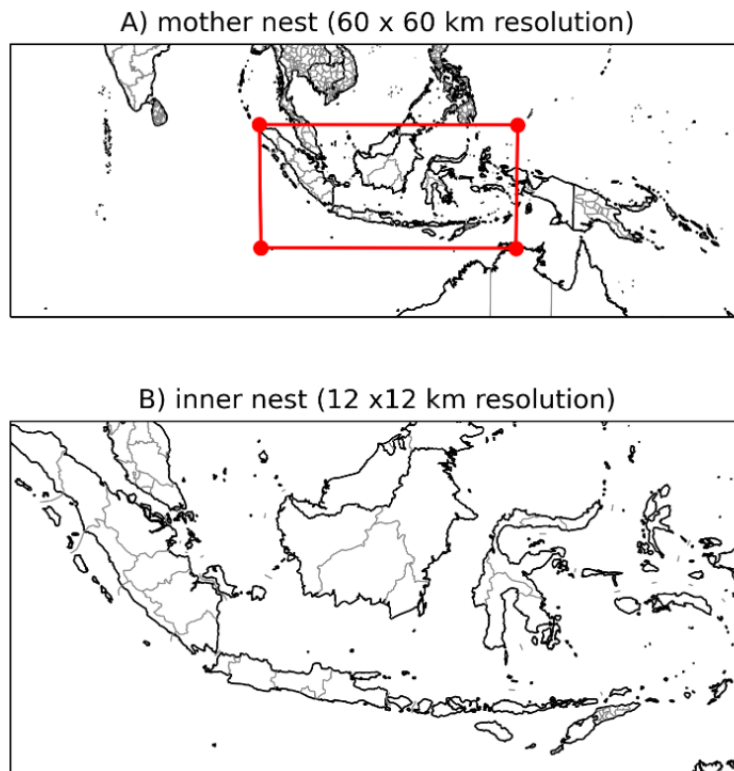 A) mother nest (60 x 60 km resolution)
B) inner nest (12 x12 km resolution)